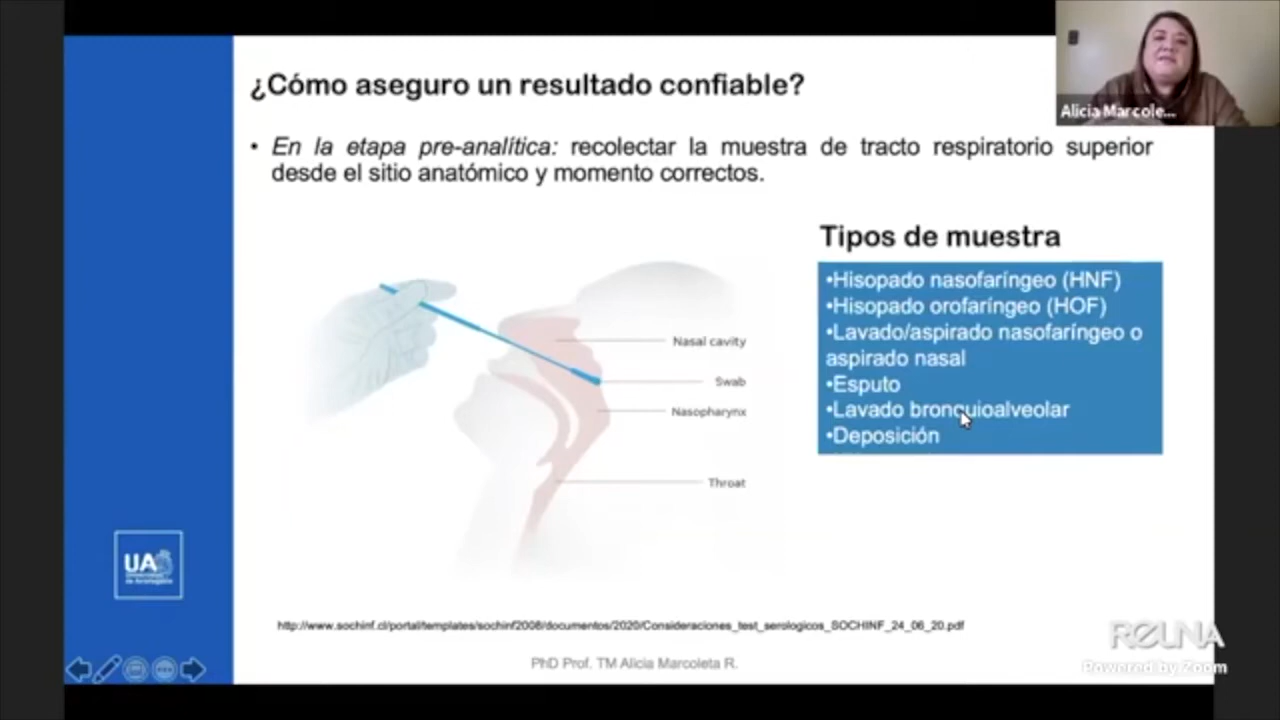 ¿Cómo aseguro un resultado confiable?
Alicia Marcole...
• En la etapa pre-analítica: recolectar la muestra de tracto respiratorio superior
desde el sitio anatómico y momento correctos.
Tipos de muestra
•Hisopado nasofaríngeo (HNF)
•Hisopado orofaríngeo (HOF)
•Lavado/aspirado nasofaríngeo o
aspirado nasal
•Esputo
•Lavado bronquioalveolar
•Deposición
Nasal cavity
Swab
Nasopharynx
Throat
UA
http://www.sochinf.cl/portal/templates/sochinf2008/documentos/2020/Consideraciones_test_serologicos_SOCHINF_24_06_20.pdf
PhD Prof. TM Alicia Marcoleta R.
REUNA
Powered by Zoom